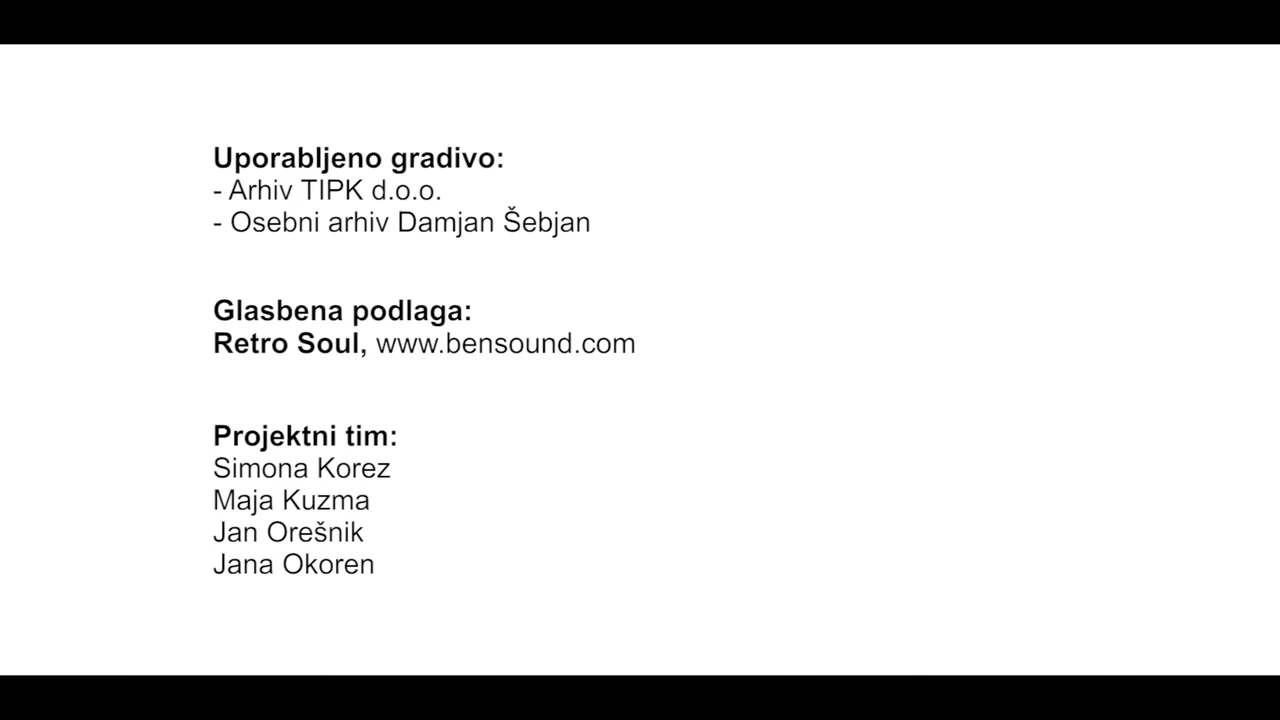 Uporabljeno gradivo:
- Arhiv TIPK d.o.o.
- Osebni arhiv Damjan Šebjan
Glasbena podlaga:
Retro Soul, www.bensound.com
Projektni tim:
Simona Korez
Maja Kuzma
Jan Orešnik
Jana Okoren